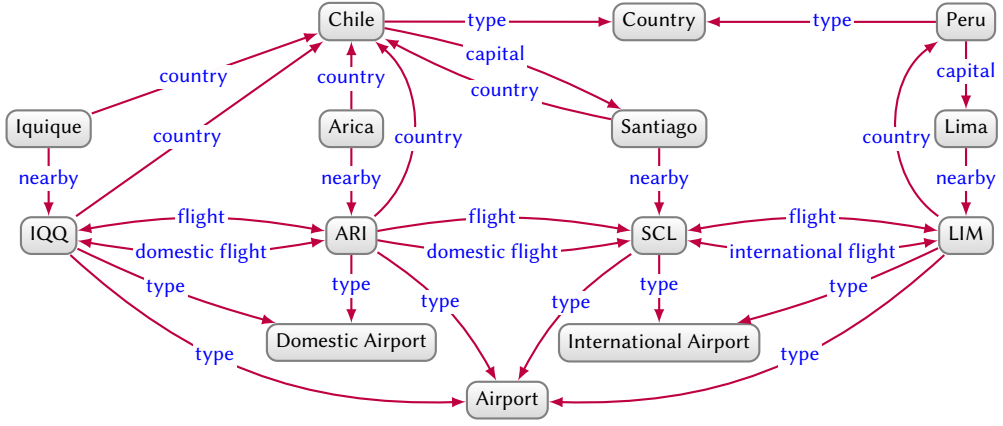 Chile
type
Country
type
Peru
country
country
capital
country
capital
Iquique
country
Arica
country
Santiago
country
Lima
nearby
nearby
nearby
nearby
IQQ
flight
ARI
flight
SCL
flight
LIM
domestic flight
domestic flight
international flight
type
type
type
type
type
type
Domestic Airport
International Airport
type
type
Airport